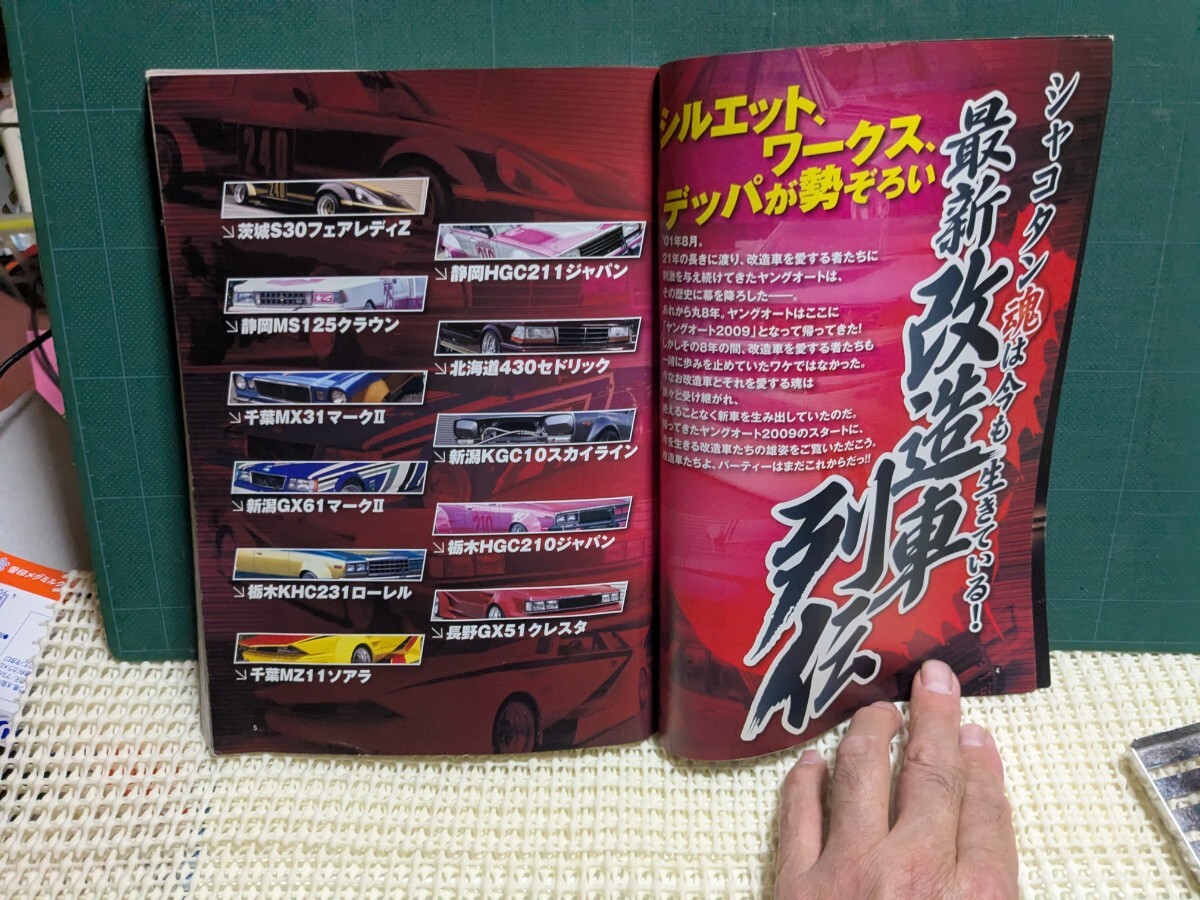 シャコタン魂は今も生きている!
最新改造車列伝
シルエット、
ワークス、
デッパが勢ぞろい
'01年8月。
21年の長きに渡り、改造車を愛する者たちに
刺激を与え続けてきたヤングオートは、
その歴史に幕を降ろした――。
あれから丸8年。ヤングオートはここに
「ヤングオート2009」となって帰ってきた!
しかしその8年の間、改造車を愛する者たちも
一緒に歩みを止めていたワケではなかった。
なお改造車とそれを愛する魂は
々と受け継がれ、
絶えることなく新車を生み出していたのだ。
帰ってきたヤングオート2009のスタートに、
今を生きる改造車たちの雄姿をご覧いただこう。
改造車たちよ、パーティーはまだこれからだっ!!
4
茨城S30フェアレディZ
静岡HGC211ジャパン
静岡MS125クラウン
北海道430セドリック
千葉MX31マークⅡ
新潟KGC10スカイライン
新潟GX61マークⅡ
栃木HGC210ジャパン
栃木KHC231ローレル
長野GX51クレスタ
千葉MZ11ソアラ
5
240
雪印メグミルク